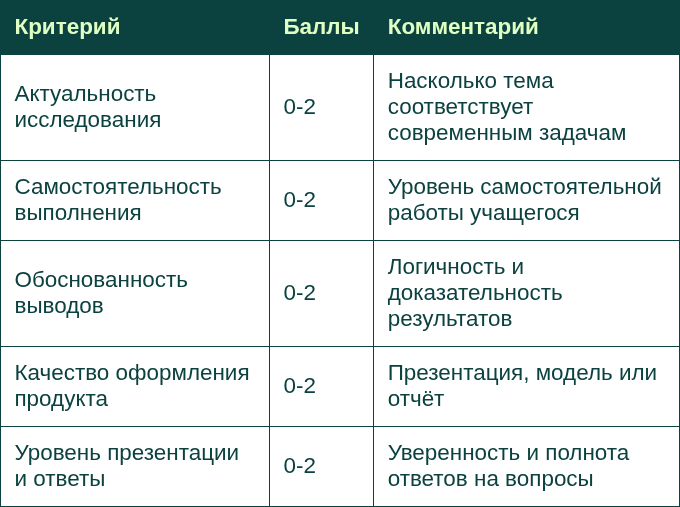 Критерий Баллы Комментарий
Актуальность
исследования
0-2
Насколько тема
соответствует
современным задачам
Самостоятельность
выполнения
0-2
Уровень самостоятельной
работы учащегося
Обоснованность
выводов
0-2
Логичность и
доказательность
результатов
Качество оформления
продукта
0-2
Презентация, модель или
отчёт
Уровень презентации
и ответы
0-2
Уверенность и полнота
ответов на вопросы